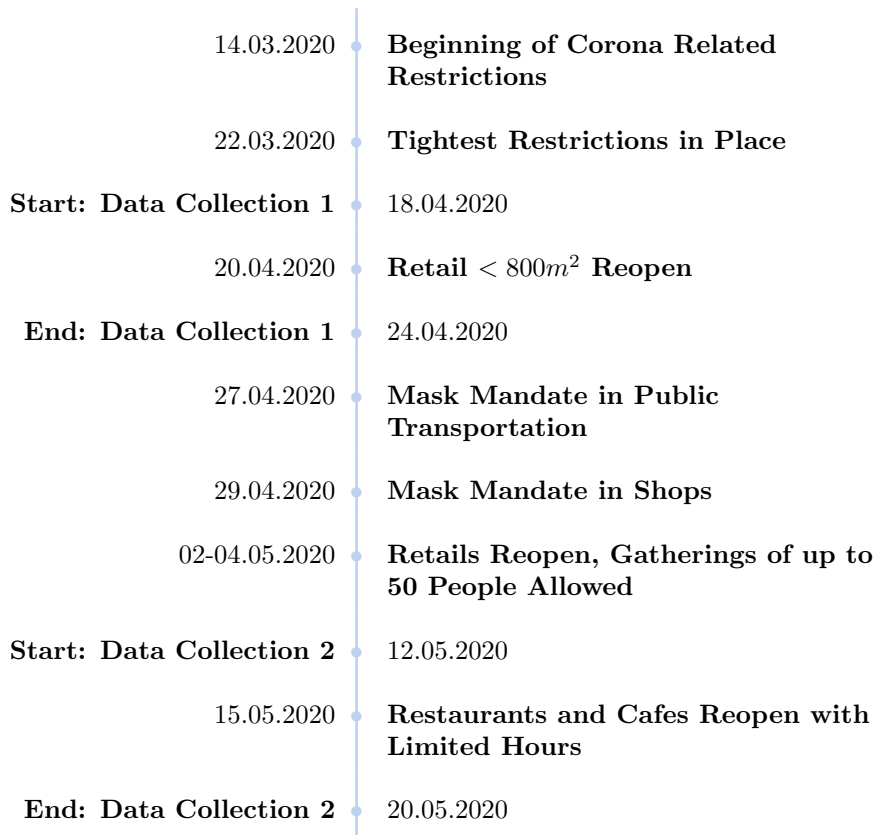 14.03.2020 Beginning of Corona Related
Restrictions
22.03.2020 Tightest Restrictions in Place
Start: Data Collection 1 18.04.2020
20.04.2020 Retail < 800m² Reopen
End: Data Collection 1 24.04.2020
27.04.2020 Mask Mandate in Public
Transportation
29.04.2020 Mask Mandate in Shops
02-04.05.2020 Retails Reopen, Gatherings of up to
50 People Allowed
Start: Data Collection 2 12.05.2020
15.05.2020 Restaurants and Cafes Reopen with
Limited Hours
End: Data Collection 2 20.05.2020